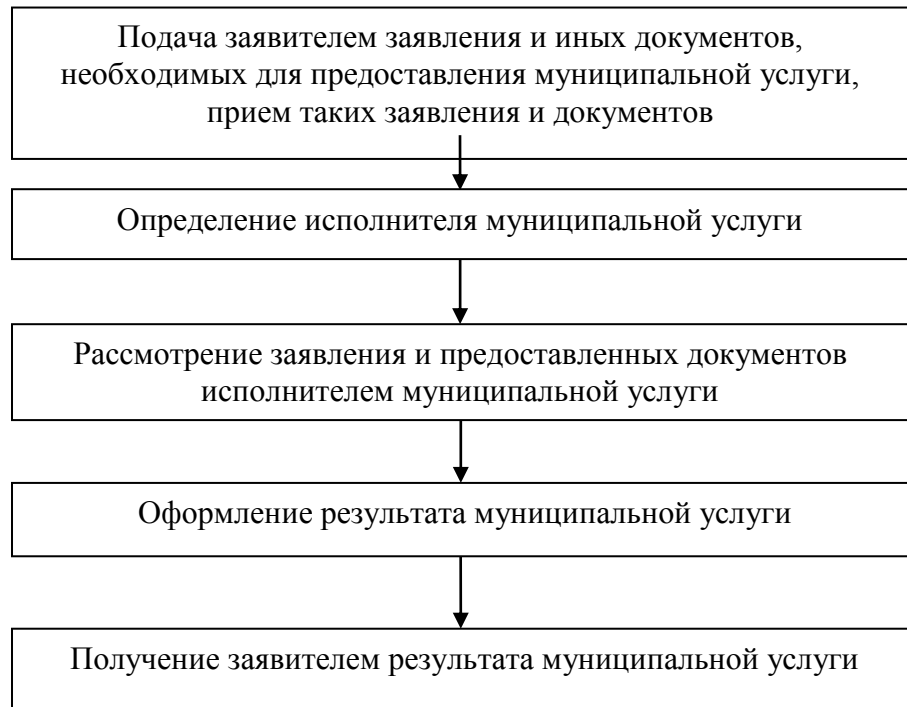 Подача заявителем заявления и иных документов,
необходимых для предоставления муниципальной услуги,
прием таких заявления и документов
Определение исполнителя муниципальной услуги
Рассмотрение заявления и предоставленных документов
исполнителем муниципальной услуги
Оформление результата муниципальной услуги
Получение заявителем результата муниципальной услуги